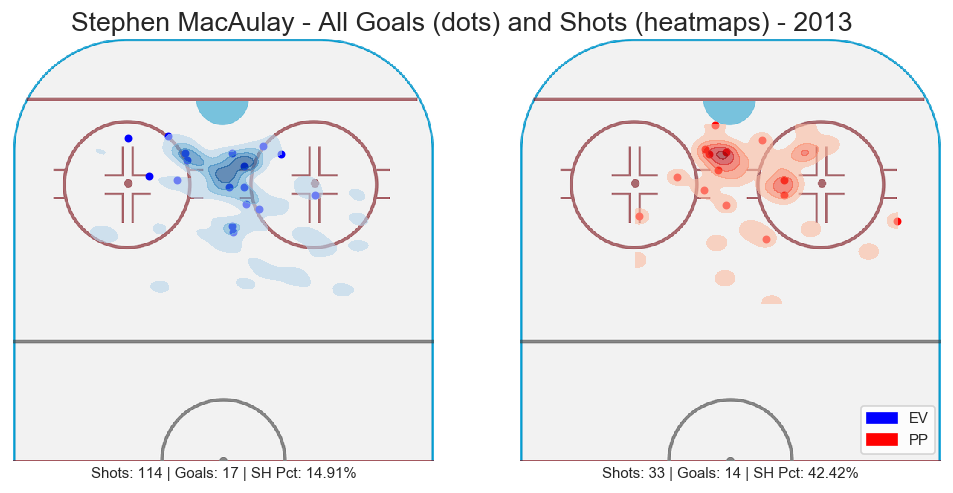 Stephen MacAulay - All Goals (dots) and Shots (heatmaps) - 2013
EV
PP
Shots: 114 | Goals: 17 | SH Pct: 14.91%
Shots: 33 | Goals: 14 | SH Pct: 42.42%